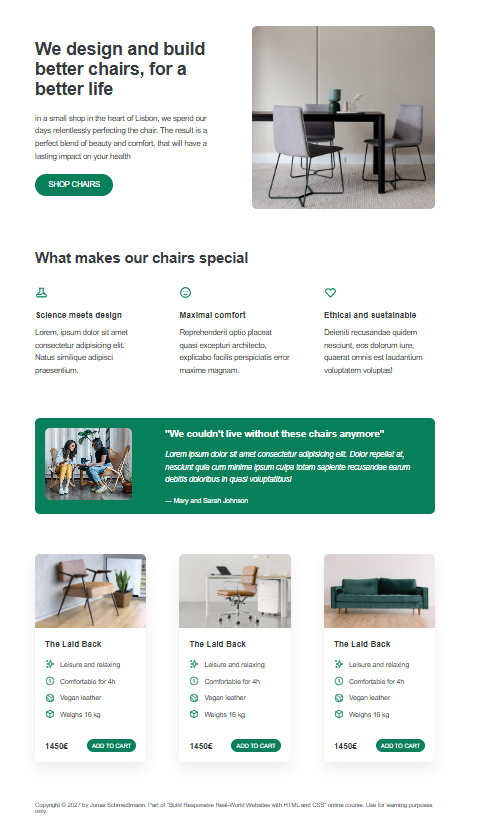 We design and build
better chairs, for a
better life
in a small shop in the heart of Lisbon, we spend our
days relentlessly perfecting the chair. The result is a
perfect blend of beauty and comfort, that will have a
lasting impact on your health
SHOP CHAIRS
What makes our chairs special
Science meets design
Lorem, ipsum dolor sit amet
consectetur adipisicing elit.
Natus similique adipisci
praesentium.
Maximal comfort
Reprehenderit optio placeat
quasi excepturi architecto,
explicabo facilis perspiciatis error
maxime magnam.
Ethical and sustainable
Deleniti recusandae quidem
nesciunt, eos dolorum iure,
quaerat omnis est laudantium
voluptatem voluptas!
"We couldn't live without these chairs anymore"
Lorem ipsum dolor sit amet consectetur adipisicing elit. Dolor repellat at,
nesciunt quia cum minima ipsum culpa totam sapiente recusandae earum
debitis doloribus in quasi voluptatibus!
— Mary and Sarah Johnson
The Laid Back
Leisure and relaxing
Comfortable for 4h
Vegan leather
Weighs 16 kg
1450€
ADD TO CART
The Laid Back
Leisure and relaxing
Comfortable for 4h
Vegan leather
Weighs 16 kg
1450€
ADD TO CART
The Laid Back
Leisure and relaxing
Comfortable for 4h
Vegan leather
Weighs 16 kg
1450€
ADD TO CART
Copyright © 2027 by Jonas Schmedtmann. Part of "Build Responsive Real-World Websites with HTML and CSS" online course. Use for learning purposes
only.